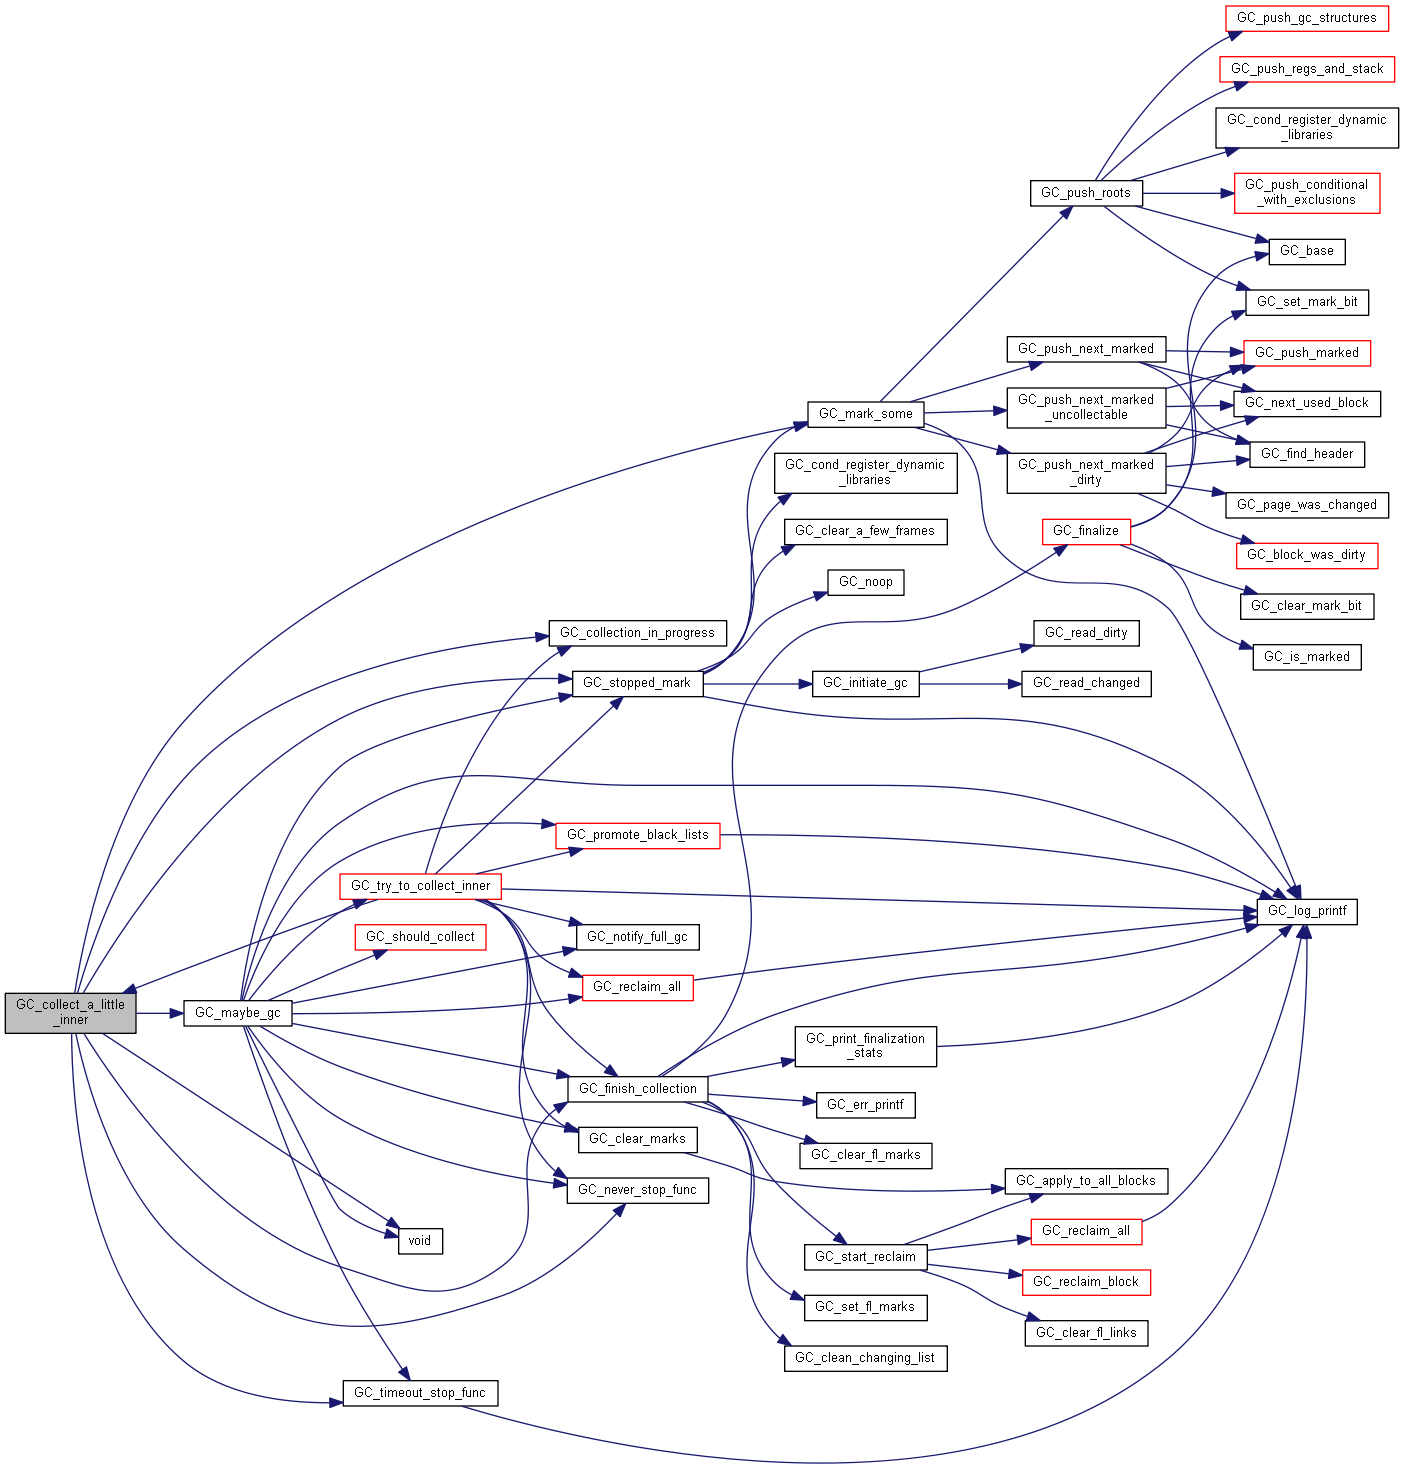 GC_push_gc_structures
GC_push_regs_and_stack
GC_cond_register_dynamic
_libraries
GC_push_roots
GC_push_conditional
_with_exclusions
GC_base
GC_set_mark_bit
GC_push_next_marked
GC_push_marked
GC_mark_some
GC_push_next_marked
_uncollectable
GC_next_used_block
GC_cond_register_dynamic
_libraries
GC_push_next_marked
_dirty
GC_find_header
GC_page_was_changed
GC_clear_a_few_frames
GC_finalize
GC_block_was_dirty
GC_noop
GC_clear_mark_bit
GC_collection_in_progress
GC_read_dirty
GC_is_marked
GC_stopped_mark
GC_initiate_gc
GC_read_changed
GC_promote_black_lists
GC_try_to_collect_inner
GC_log_printf
GC_should_collect
GC_notify_full_gc
GC_reclaim_all
GC_collect_a_little
_inner
GC_maybe_gc
GC_print_finalization
_stats
GC_finish_collection
GC_err_printf
GC_clear_marks
GC_clear_fl_marks
GC_apply_to_all_blocks
GC_never_stop_func
void
GC_start_reclaim
GC_reclaim_all
GC_reclaim_block
GC_set_fl_marks
GC_clear_fl_links
GC_clean_changing_list
GC_timeout_stop_func